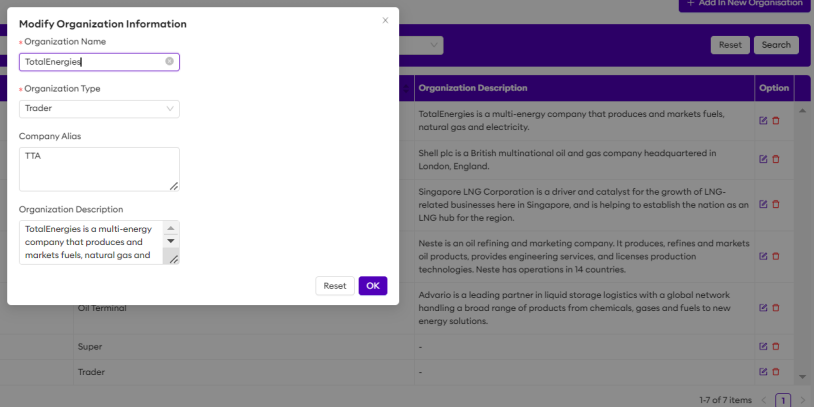 + Add In New Organisation
Modify Organization Information
* Organization Name
TotalEnergies
* Organization Type
Trader
Company Alias
TTA
Organization Description
TotalEnergies is a multi-energy
company that produces and
markets fuels, natural gas and
Reset OK
Reset Search
Organization Description Option
TotalEnergies is a multi-energy company that produces and markets fuels,
natural gas and electricity.
Shell plc is a British multinational oil and gas company headquartered in
London, England.
Singapore LNG Corporation is a driver and catalyst for the growth of LNG-
related businesses here in Singapore, and is helping to establish the nation as an
LNG hub for the region.
Neste is an oil refining and marketing company. It produces, refines and markets
oil products, provides engineering services, and licenses production
technologies. Neste has operations in 14 countries.
Oil Terminal
Advario is a leading partner in liquid storage logistics with a global network
handling a broad range of products from chemicals, gases and fuels to new
energy solutions.
Super -
Trader -
1-7 of 7 items < 1 >